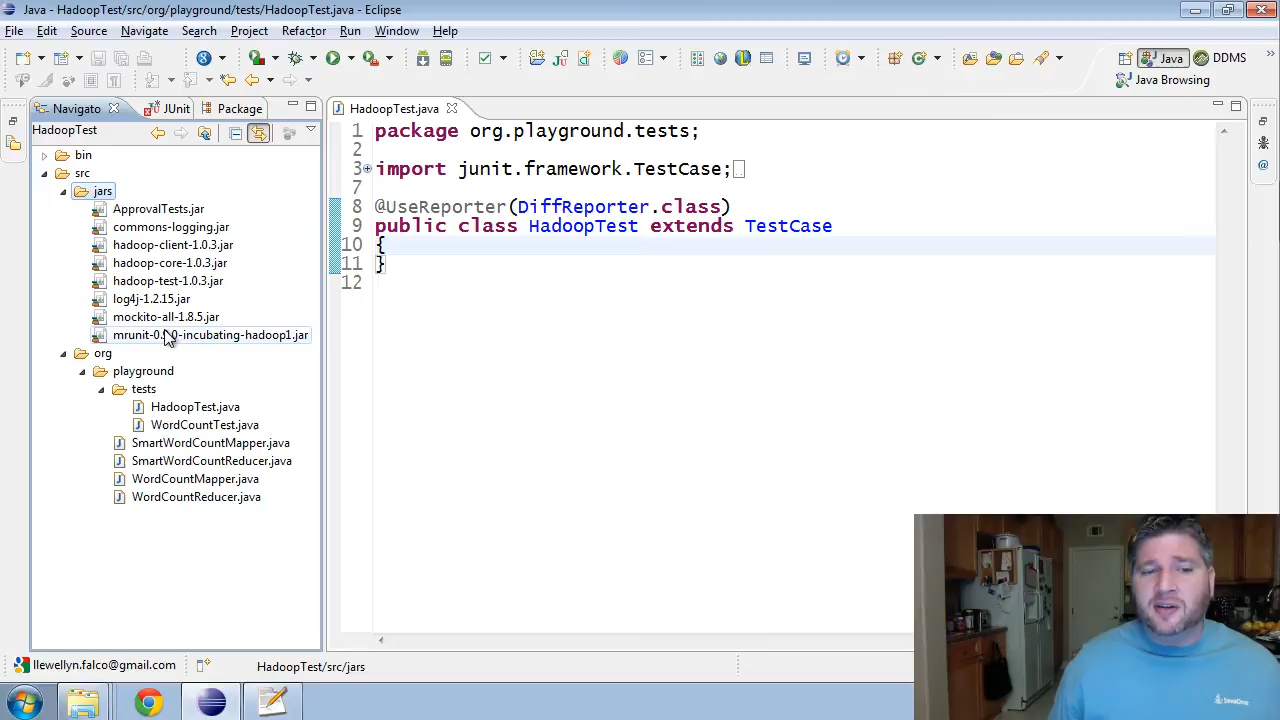 Java - HadoopTest/src/org/playground/tests/HadoopTest.java - Eclipse
File Edit Source Navigate Search Project Refactor Run Window Help
Java DDMS
Java Browsing
Navigato JUnit Package
HadoopTest.java
HadoopTest
bin
src
jars
ApprovalTests.jar
commons-logging.jar
hadoop-client-1.0.3.jar
hadoop-core-1.0.3.jar
hadoop-test-1.0.3.jar
log4j-1.2.15.jar
mockito-all-1.8.5.jar
org
playground
tests
HadoopTest.java
WordCountTest.java
SmartWordCountMapper.java
SmartWordCountReducer.java
WordCountMapper.java
WordCountReducer.java
1 package org.playground.tests;
2
3 import junit.framework.TestCase;
7
8 @UseReporter(DiffReporter.class)
9 public class HadoopTest extends TestCase
10 {
11 }
12
llewellyn.falco@gmail.com
HadoopTest/src/jars